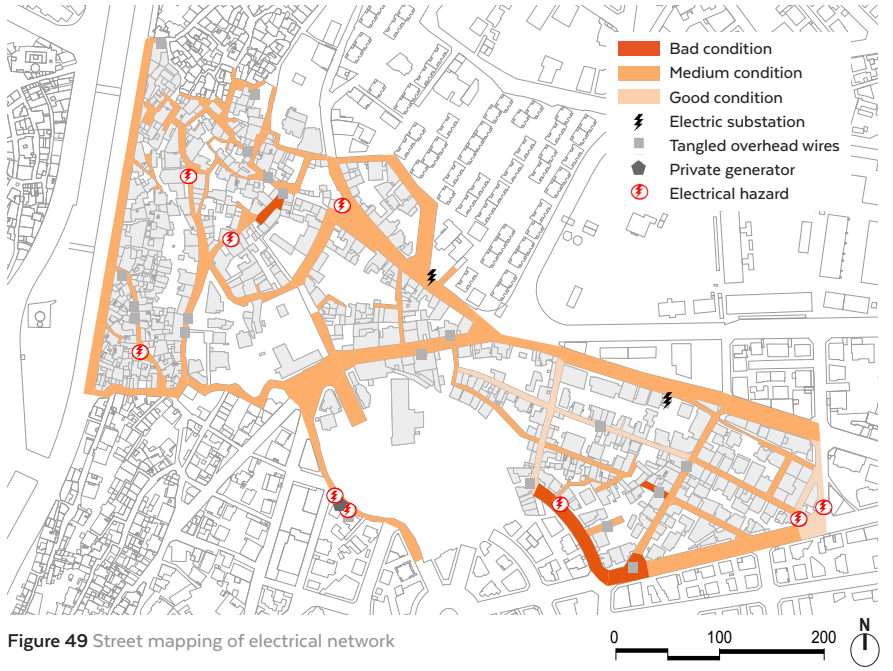 Bad condition
Medium condition
Good condition
Electric substation
Tangled overhead wires
Private generator
Electrical hazard
Figure 49 Street mapping of electrical network
0 100 200
N